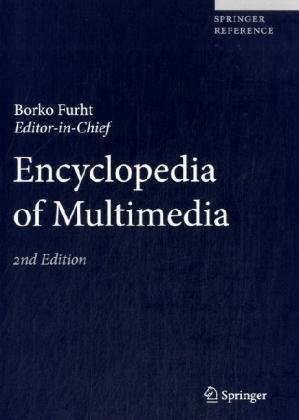 SPRINGER
REFERENCE
Borko Furht
Editor-in-Chief
Encyclopedia
of Multimedia
2nd Edition
Springer